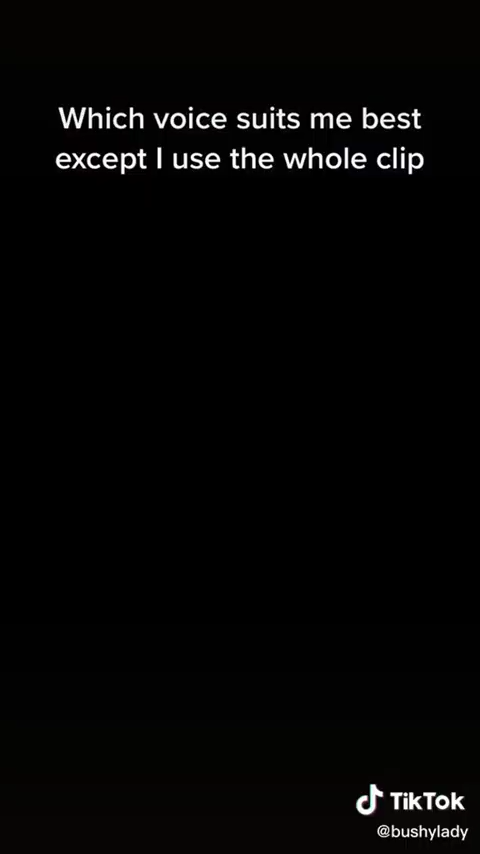 Which voice suits me best
except I use the whole clip
TikTok
@bushylady